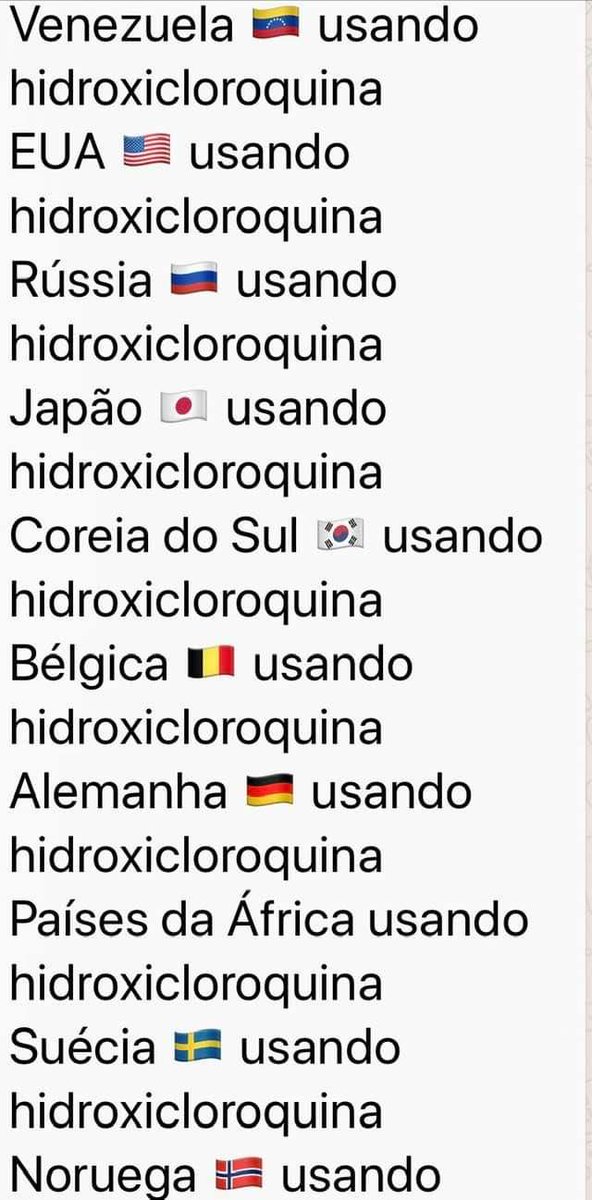 Venezuela 🇻🇪 usando
hidroxicloroquina
EUA 🇺🇸 usando
hidroxicloroquina
Rússia 🇷🇺 usando
hidroxicloroquina
Japão 🇯🇵 usando
hidroxicloroquina
Coreia do Sul 🇰🇷 usando
hidroxicloroquina
Bélgica 🇧🇪 usando
hidroxicloroquina
Alemanha 🇩🇪 usando
hidroxicloroquina
Países da África usando
hidroxicloroquina
Suécia 🇸🇪 usando
hidroxicloroquina
Noruega 🇳🇴 usando